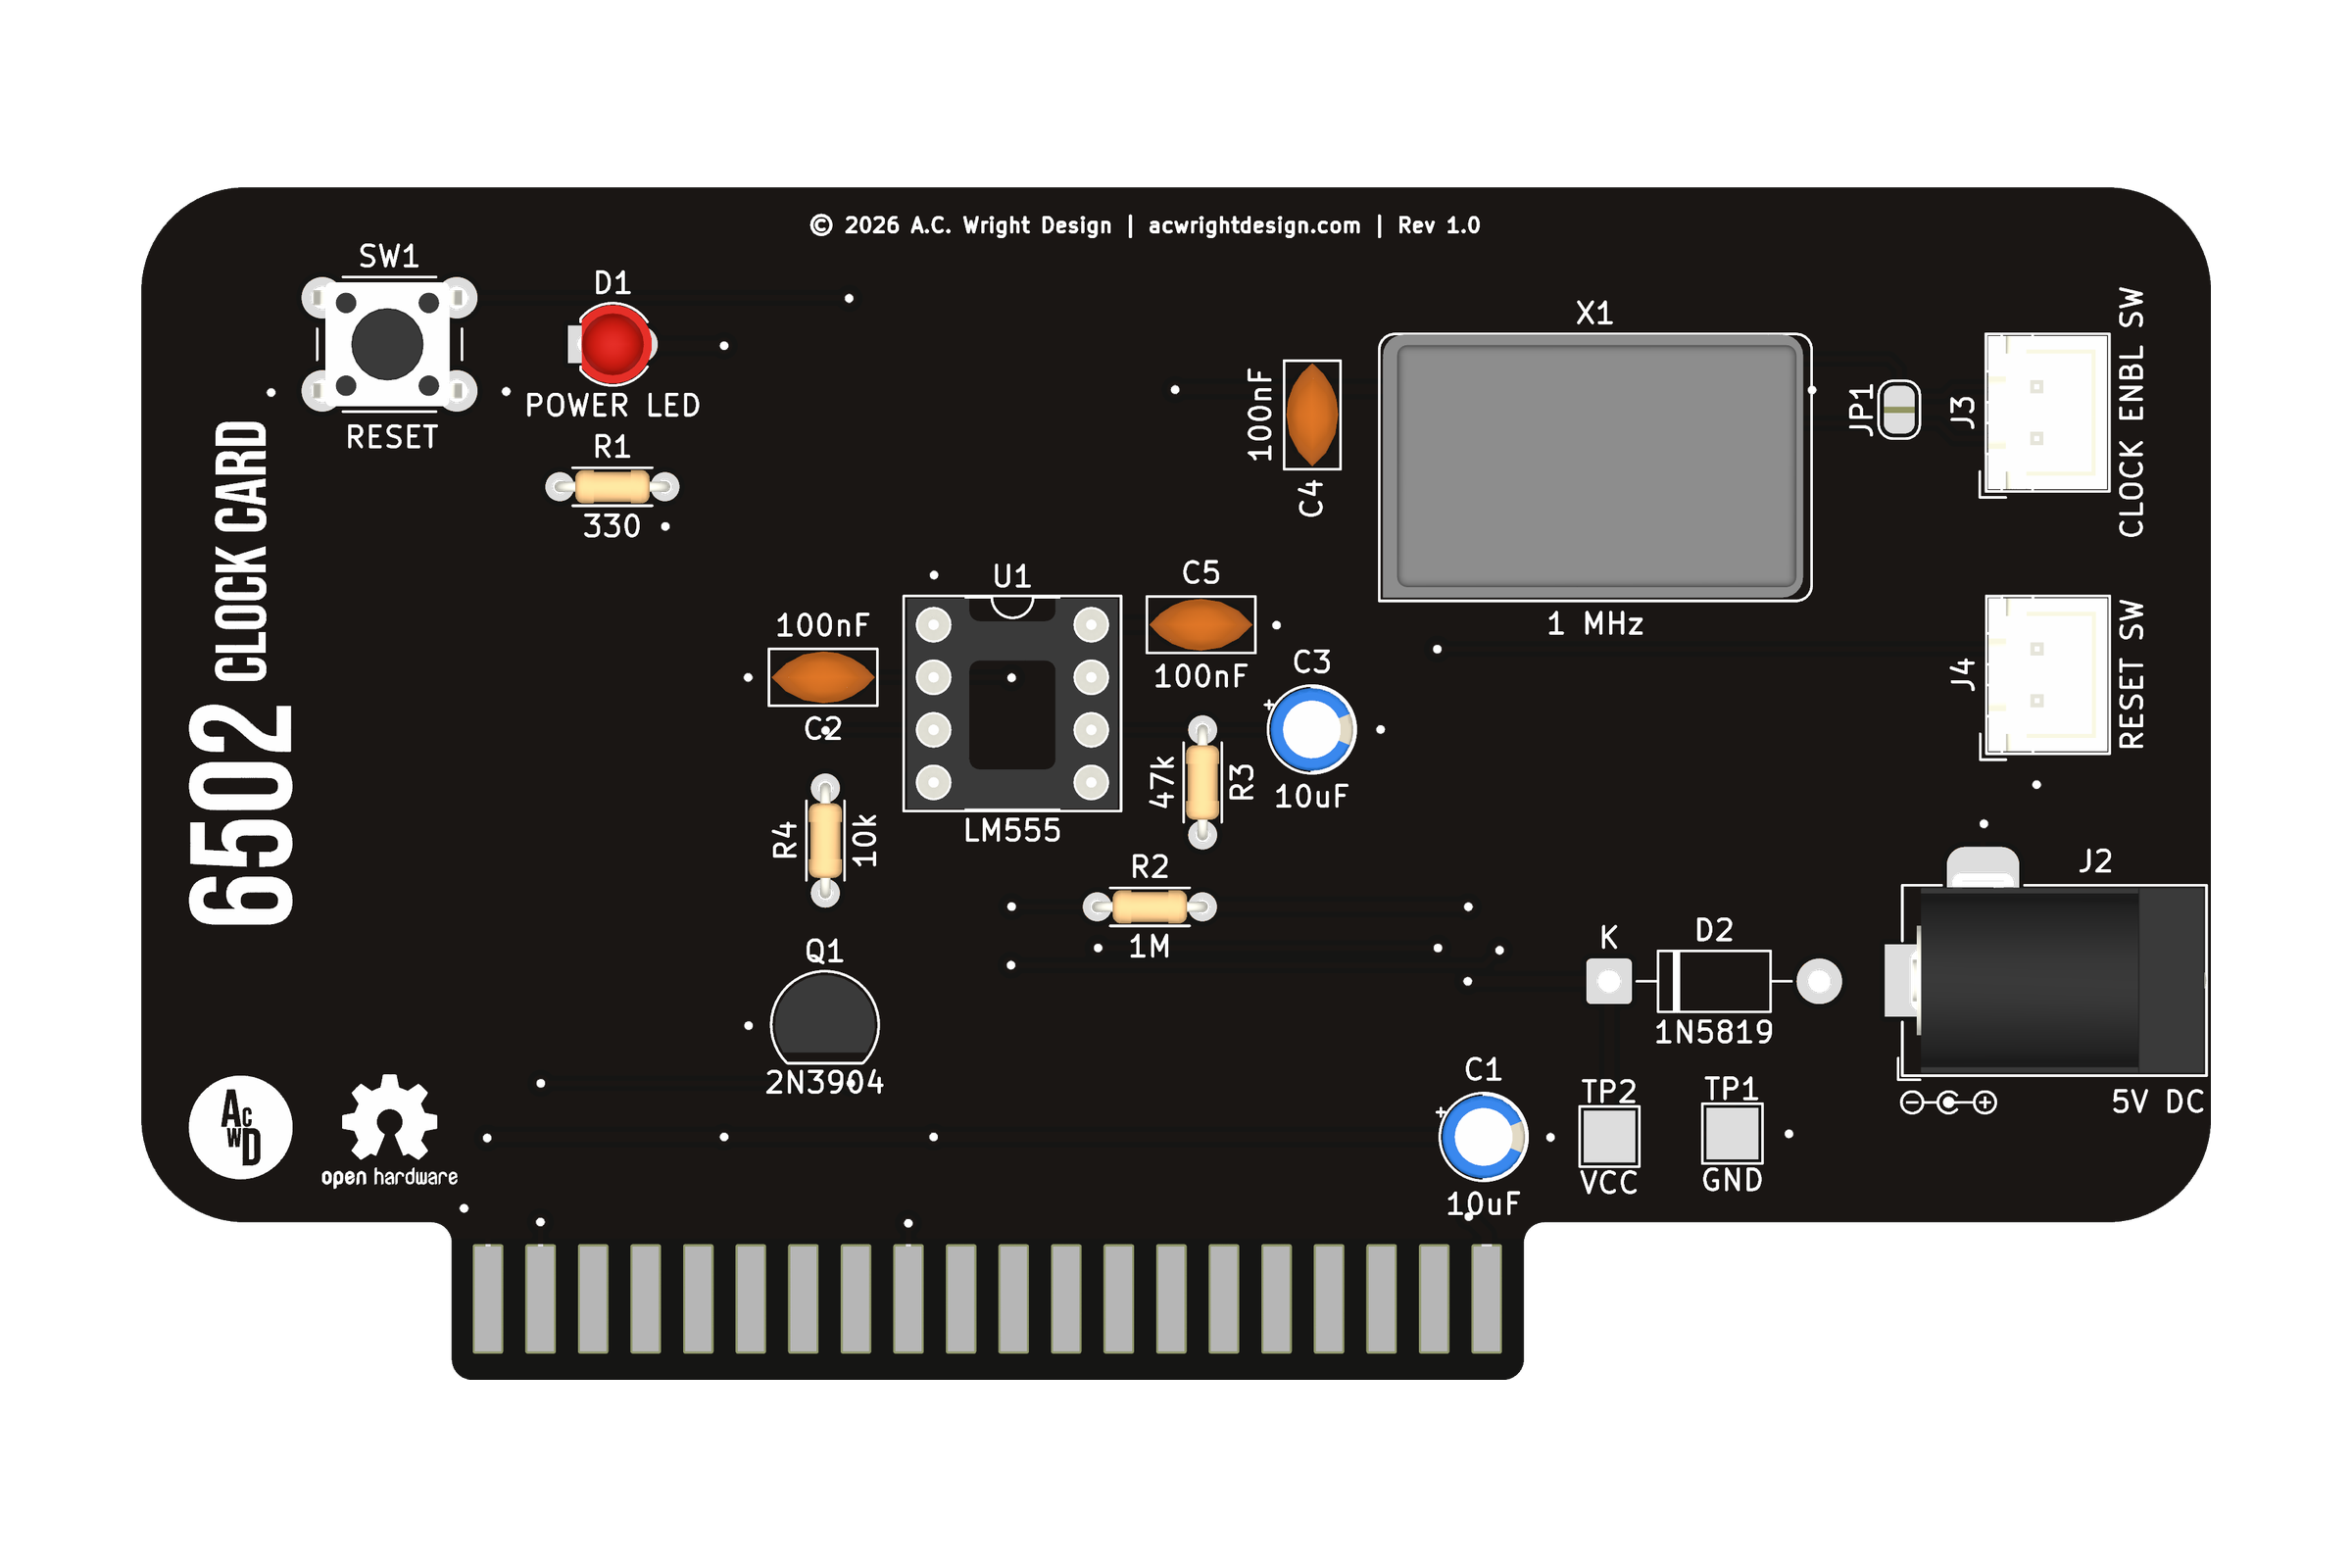 © 2026 A.C. Wright Design | acwrightdesign.com | Rev 1.0
SW1
RESET
D1
POWER LED
R1
330
6502 CLOCK CARD
X1
1 MHz
100nF
C4
JP1
J3
CLOCK ENBL SW
U1
LM555
C5
100nF
100nF
C2
C3
10uF
47k
R3
R4
10k
R2
1M
J4
RESET SW
Q1
2N3904
K
D2
1N5819
J2
5V DC
C1
10uF
TP2
VCC
TP1
GND
ACWD
open hardware